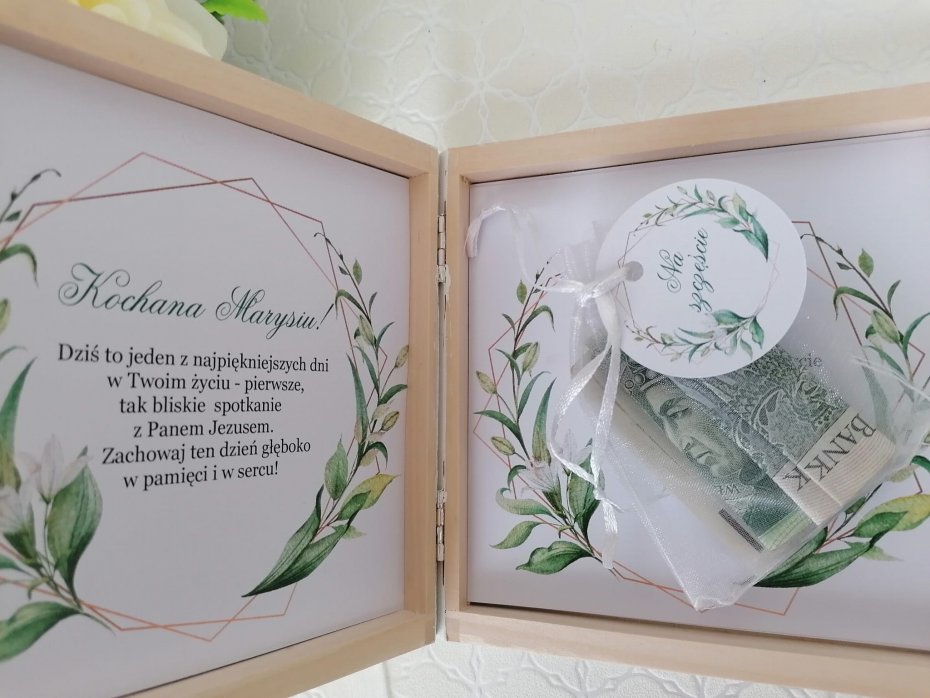 Kochana Marysiu!
Dziś to jeden z najpiękniejszych dni
w Twoim życiu - pierwsze,
tak bliskie spotkanie
z Panem Jezusem.
Zachowaj ten dzień głęboko
w pamięci i w sercu!
Na
szczęście
BANK